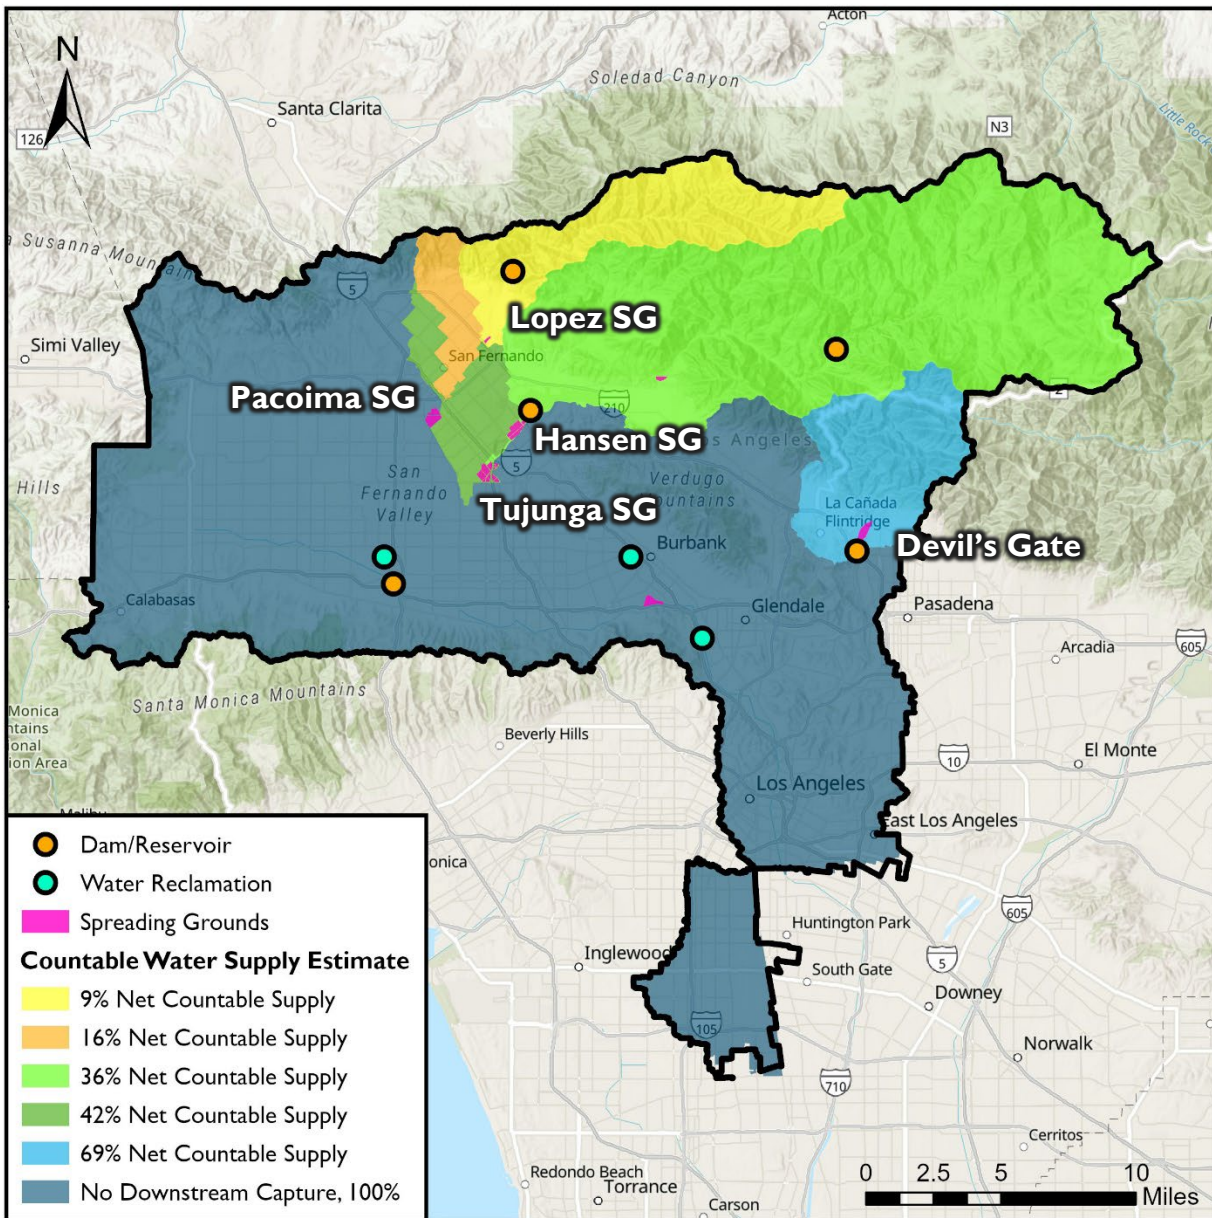 Acton
N
Soledad Canyon
Santa Clarita
126
N3
Little Rock
a Susanna Mountain
5
Lopez SG
Simi Valley
San Fernando
Pacoima SG
210
2
Hansen SG
os Angeles
5
Hills
San
Fernando
Valley
Verdugo
ountains
Tujunga SG
La Cañada
Flintridge
Devil's Gate
Burbank
Calabasas
Glendale
Pasadena
Arcadia
605
Santa Monica Mountains
Monica
ntains
ional
ion Area
Beverly Hills
10
El Monte
Los Angeles
East Los Angeles
onica
Huntington Park
605
Inglewood
South Gate
5
Downey
105
Norwalk
710
Cerritos
Redondo Beach
Torrance
Carson
Dam/Reservoir
Water Reclamation
Spreading Grounds
Countable Water Supply Estimate
9% Net Countable Supply
16% Net Countable Supply
36% Net Countable Supply
42% Net Countable Supply
69% Net Countable Supply
No Downstream Capture, 100%
0 2.5 5 10
Miles